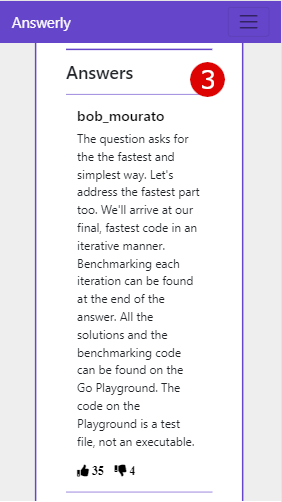 Answerly
Answers
3
bob_mourato
The question asks for
the the fastest and
simplest way. Let's
address the fastest part
too. We'll arrive at our
final, fastest code in an
iterative manner.
Benchmarking each
iteration can be found
at the end of the
answer. All the
solutions and the
benchmarking code
can be found on the
Go Playground. The
code on the
Playground is a test
file, not an executable.
35 4